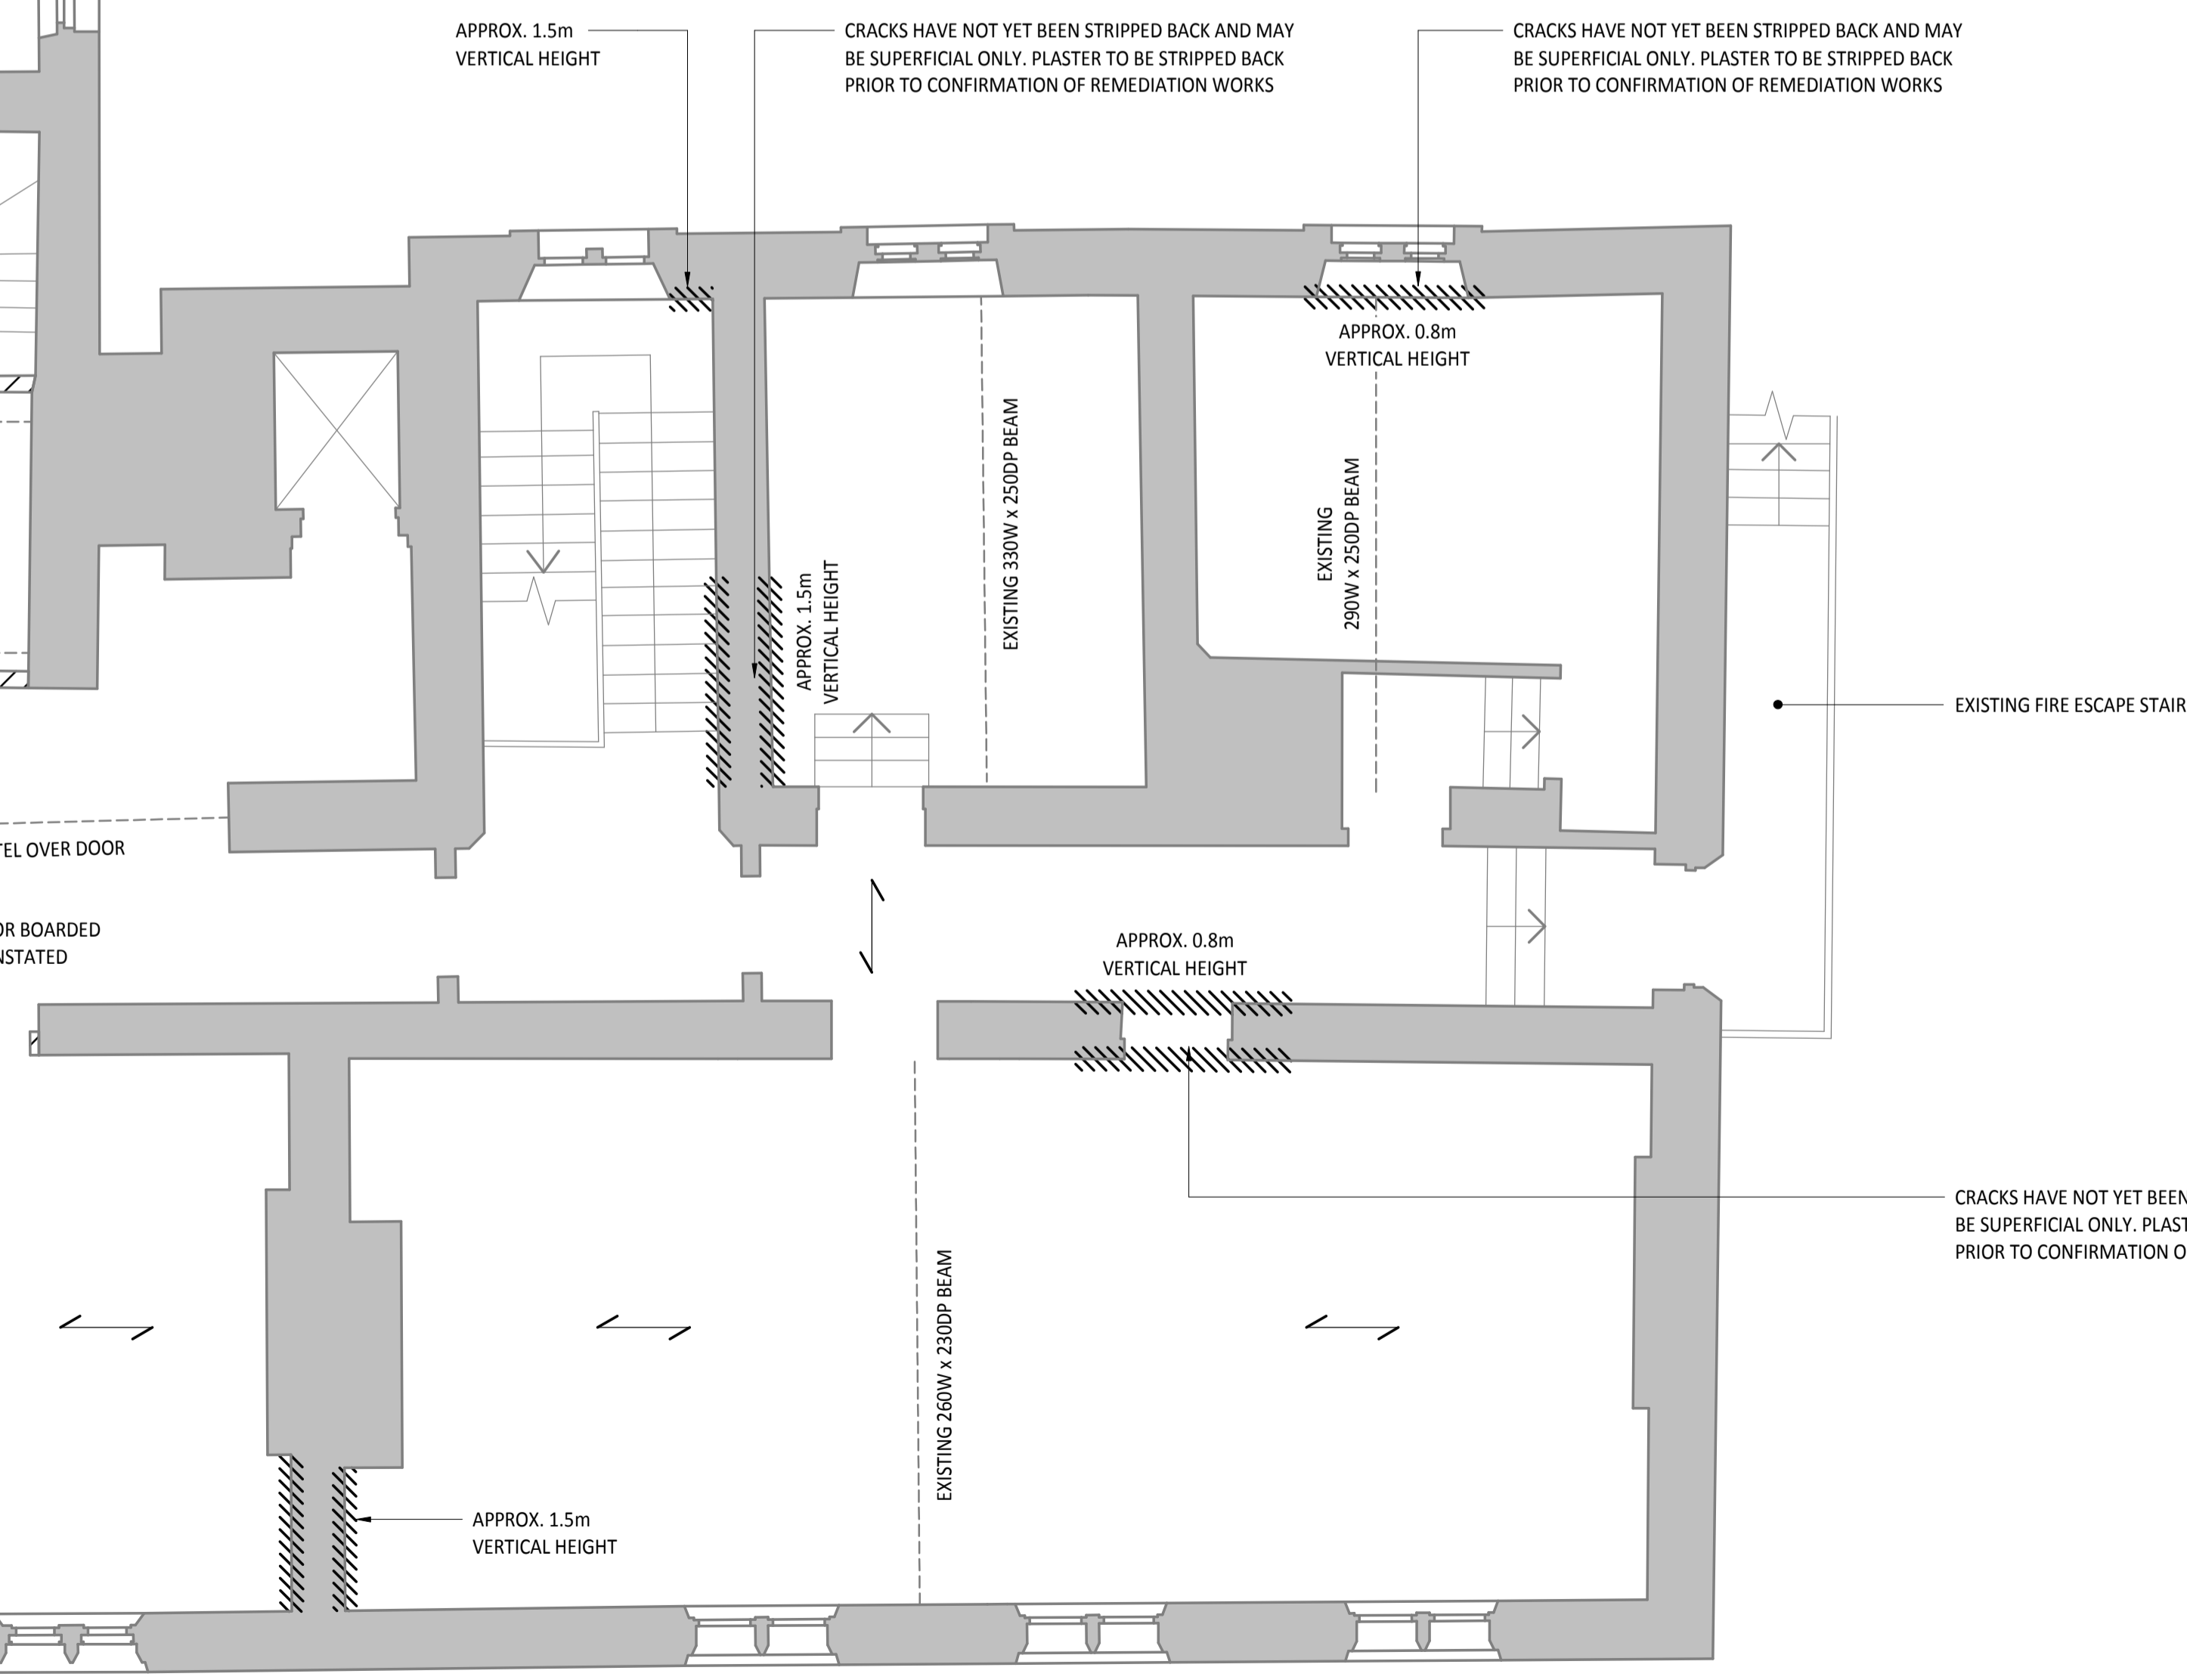 APPROX. 1.5m
VERTICAL HEIGHT
CRACKS HAVE NOT YET BEEN STRIPPED BACK AND MAY
BE SUPERFICIAL ONLY. PLASTER TO BE STRIPPED BACK
PRIOR TO CONFIRMATION OF REMEDIATION WORKS
CRACKS HAVE NOT YET BEEN STRIPPED BACK AND MAY
BE SUPERFICIAL ONLY. PLASTER TO BE STRIPPED BACK
PRIOR TO CONFIRMATION OF REMEDIATION WORKS
APPROX. 0.8m
VERTICAL HEIGHT
EXISTING 330W x 250DP BEAM
EXISTING
290W x 250DP BEAM
APPROX. 1.5m
VERTICAL HEIGHT
EXISTING FIRE ESCAPE STAIR
TEL OVER DOOR
OR BOARDED
NSTATED
APPROX. 0.8m
VERTICAL HEIGHT
CRACKS HAVE NOT YET BEEN
BE SUPERFICIAL ONLY. PLAST
PRIOR TO CONFIRMATION O
EXISTING 260W x 230DP BEAM
APPROX. 1.5m
VERTICAL HEIGHT